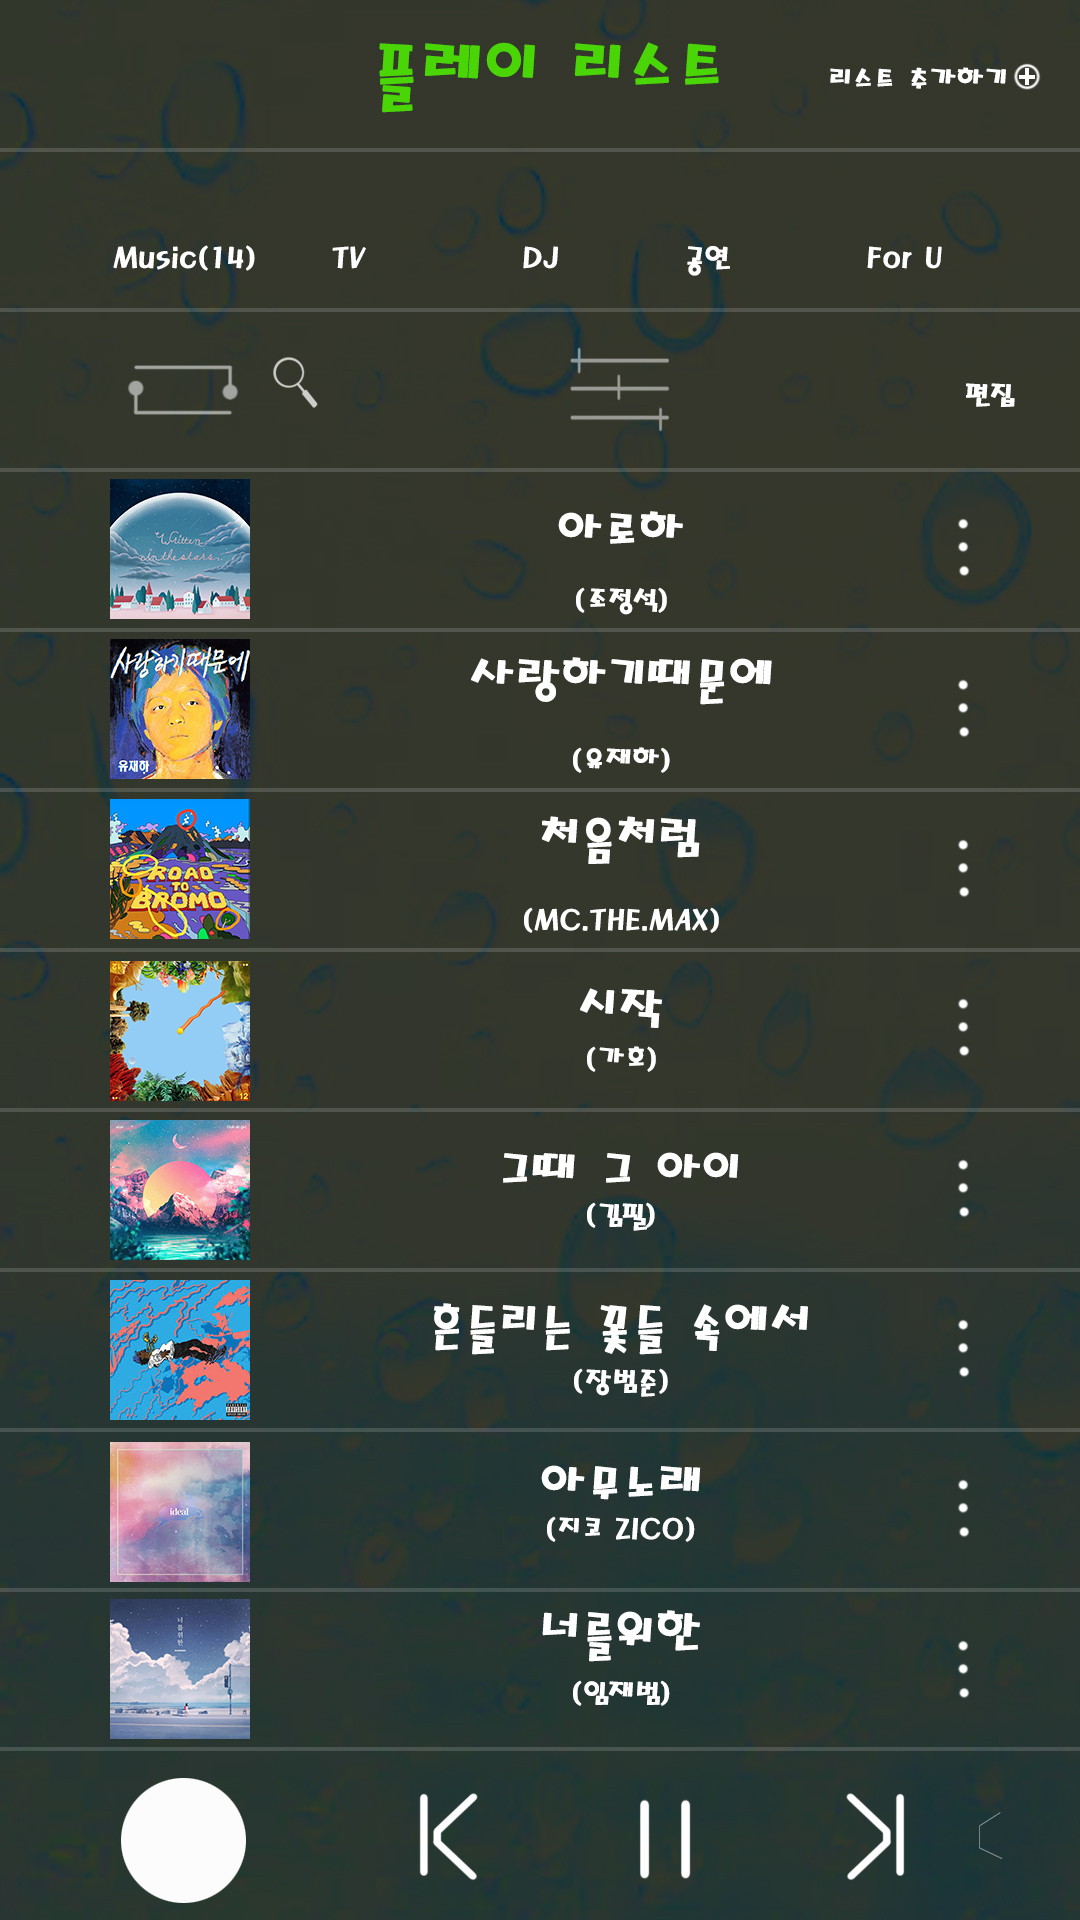 플레이 리스트
리스트 추가하기
Music(14) TV DJ 공연 For U
편집
Written
In the stars
아로하
(조정석)
사랑하기때문에
유재하
사랑하기때문에
(유재하)
ROAD
TO
BROMO
처음처럼
(MC.THE.MAX)
12
시작
(가호)
그때 그 아이
(김필)
흔들리는 꽃들 속에서
(장범준)
ideal
아무노래
(지코 ZICO)
너를위한
너를위한
(임재범)